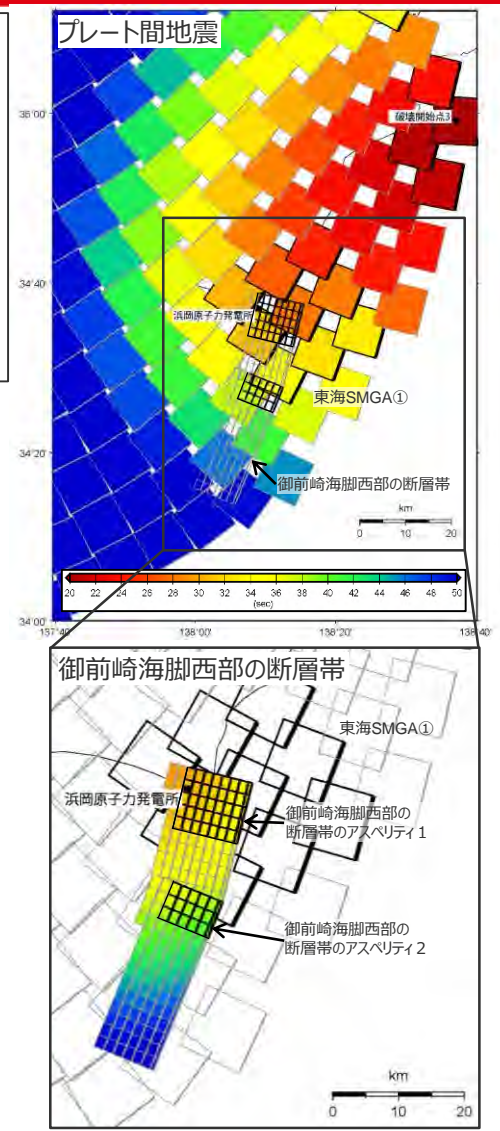 プレート間地震
36°00'
破壊開始点3
34°40'
浜岡原子力発電所
東海SMGA①
34°20'
御前崎海脚西部の断層帯
km
0 10 20
20 22 24 26 28 30 32 34 36 38 40 42 44 46 48 50
(sec)
34°00'
137°40' 138°00' 138°20' 138°40'
御前崎海脚西部の断層帯
東海SMGA①
浜岡原子力発電所
御前崎海脚西部の
断層帯のアスペリティ1
御前崎海脚西部の
断層帯のアスペリティ2
km
0 10 20